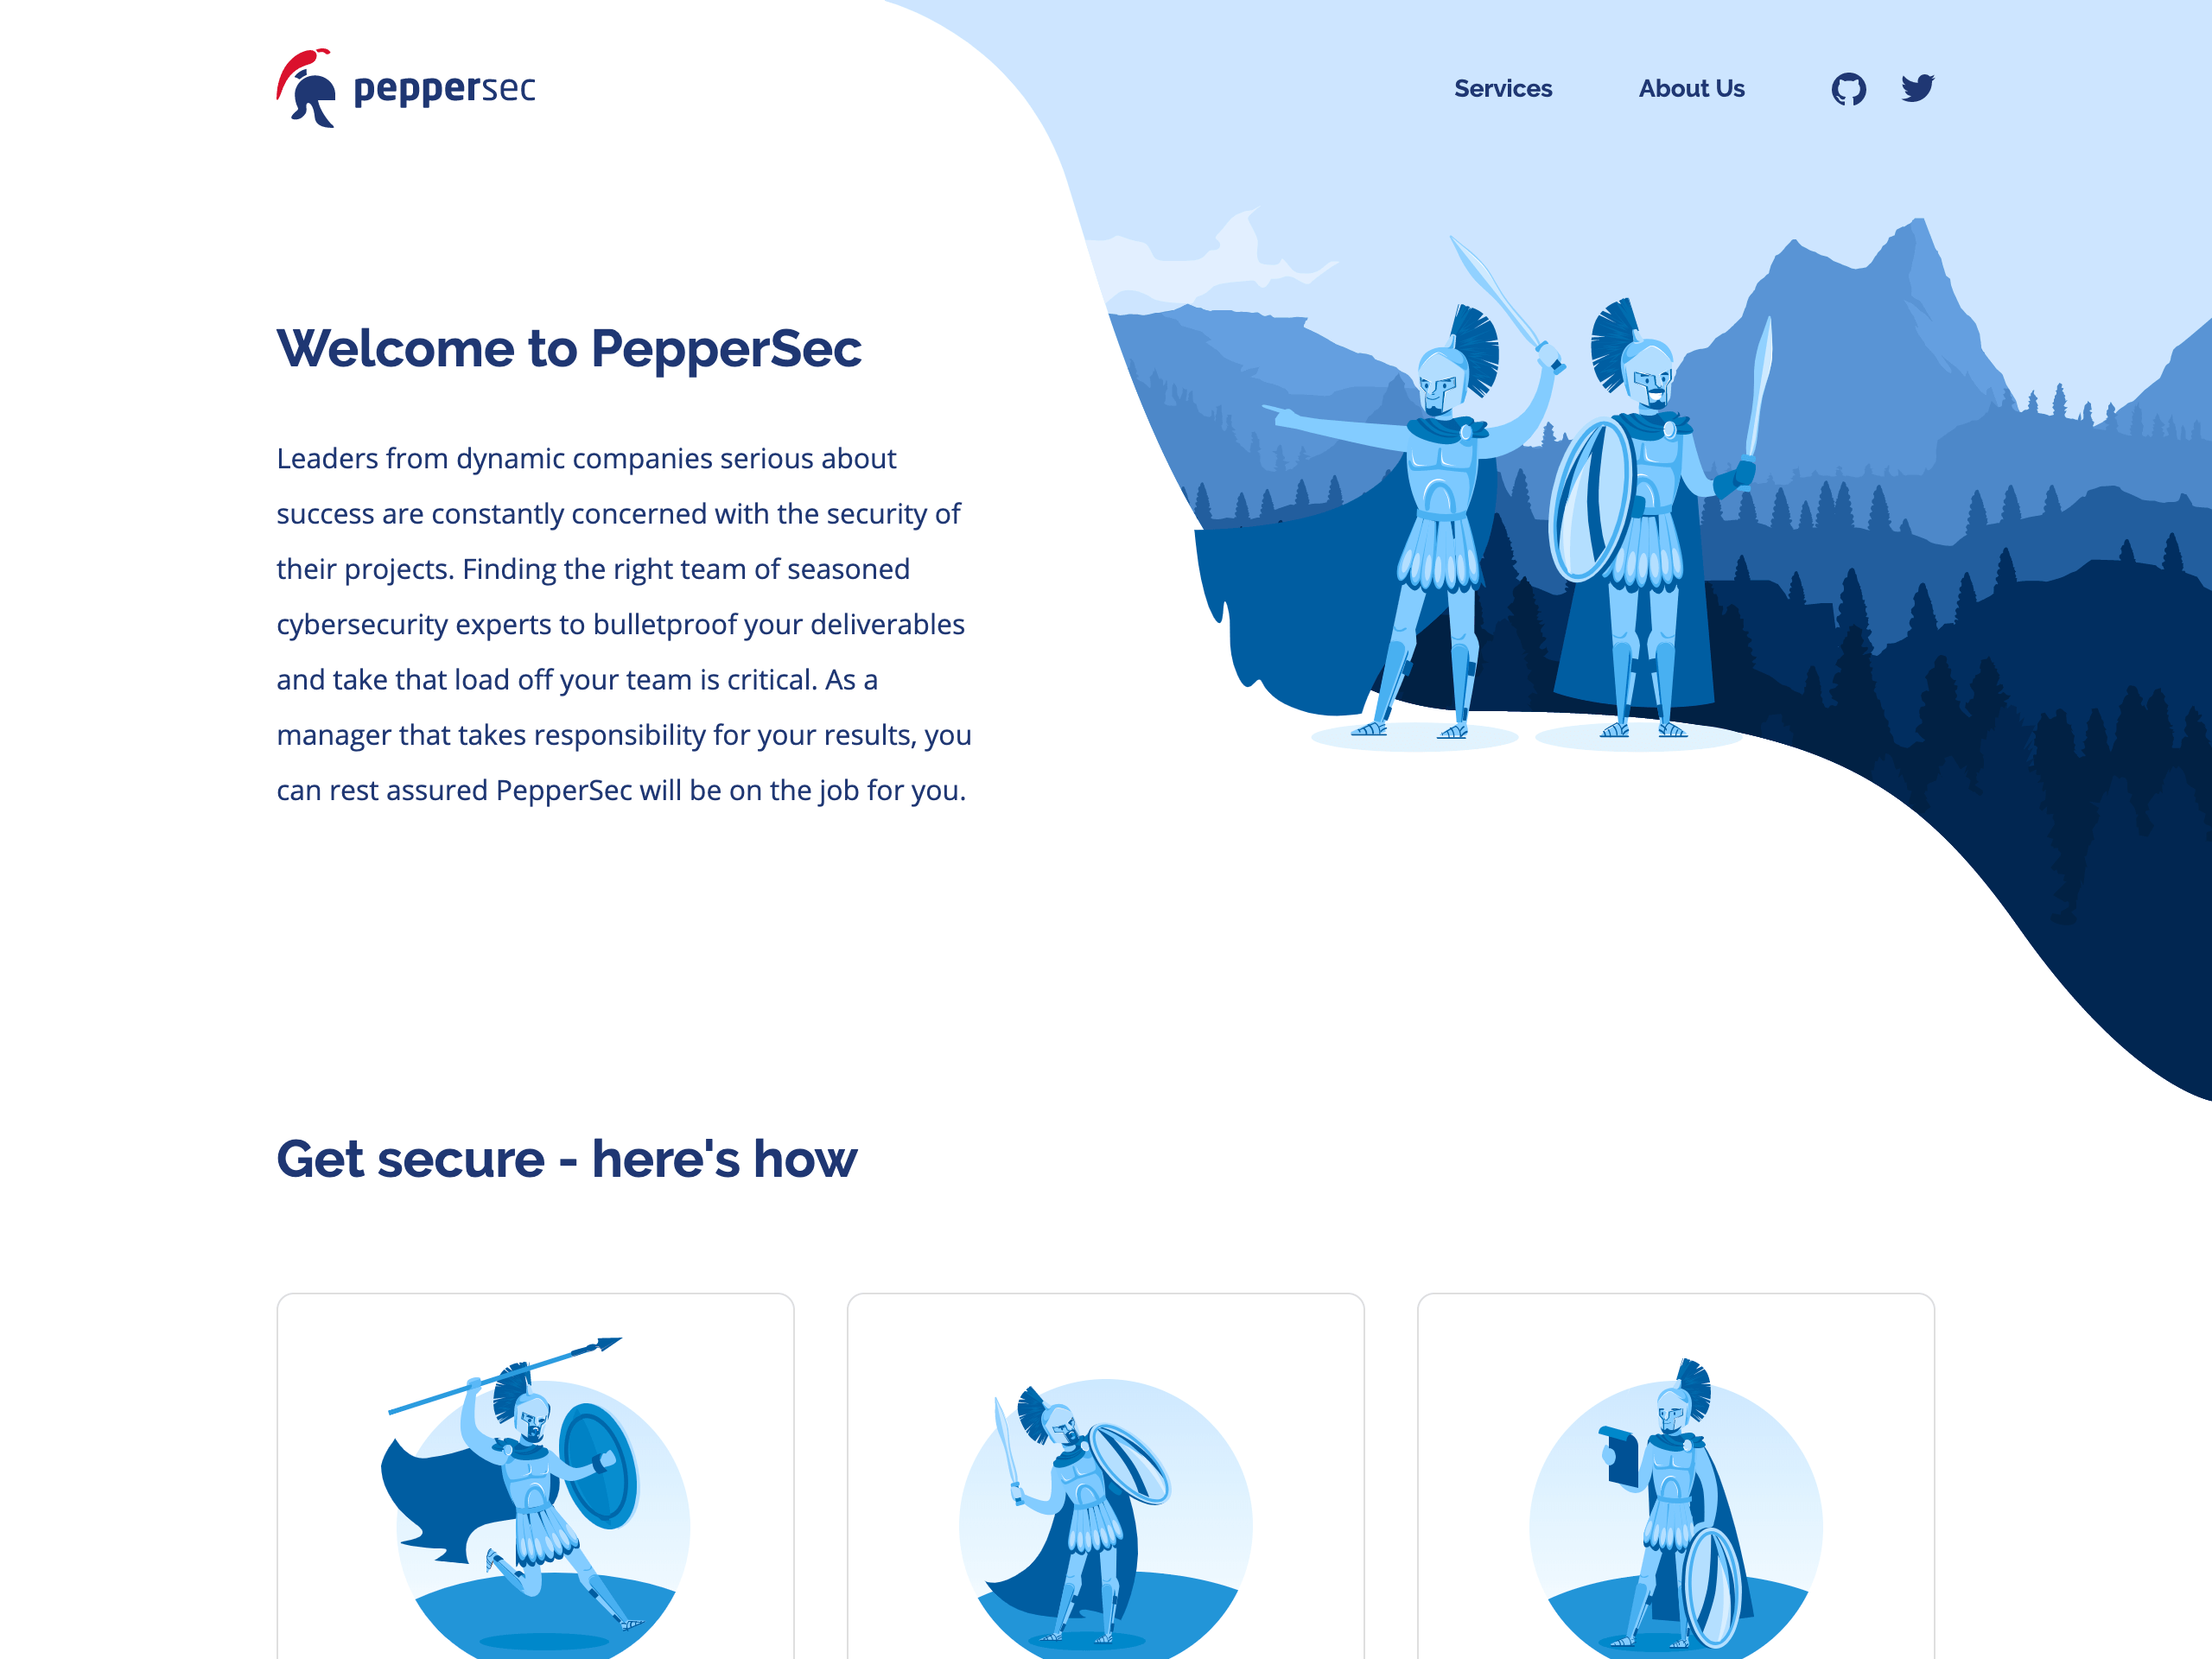 peppersec
Services
About Us
Welcome to PepperSec
Leaders from dynamic companies serious about
success are constantly concerned with the security of
their projects. Finding the right team of seasoned
cybersecurity experts to bulletproof your deliverables
and take that load off your team is critical. As a
manager that takes responsibility for your results, you
can rest assured PepperSec will be on the job for you.
Get secure - here's how